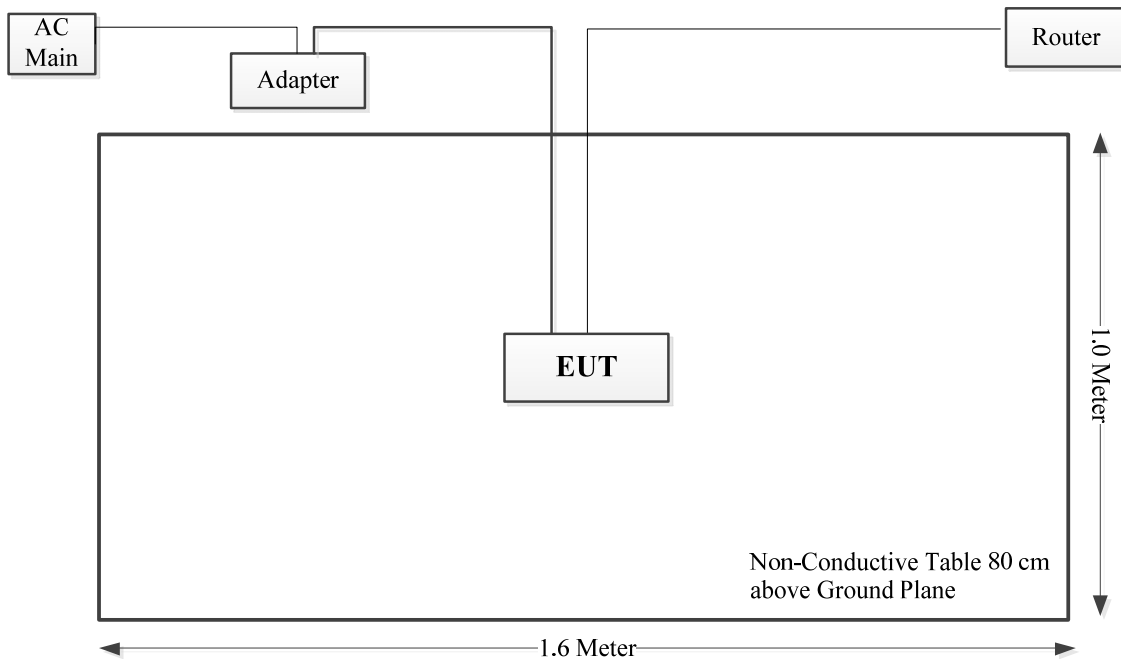 AC
Main
Adapter
Router
EUT
1.0 Meter
Non-Conductive Table 80 cm
above Ground Plane
1.6 Meter